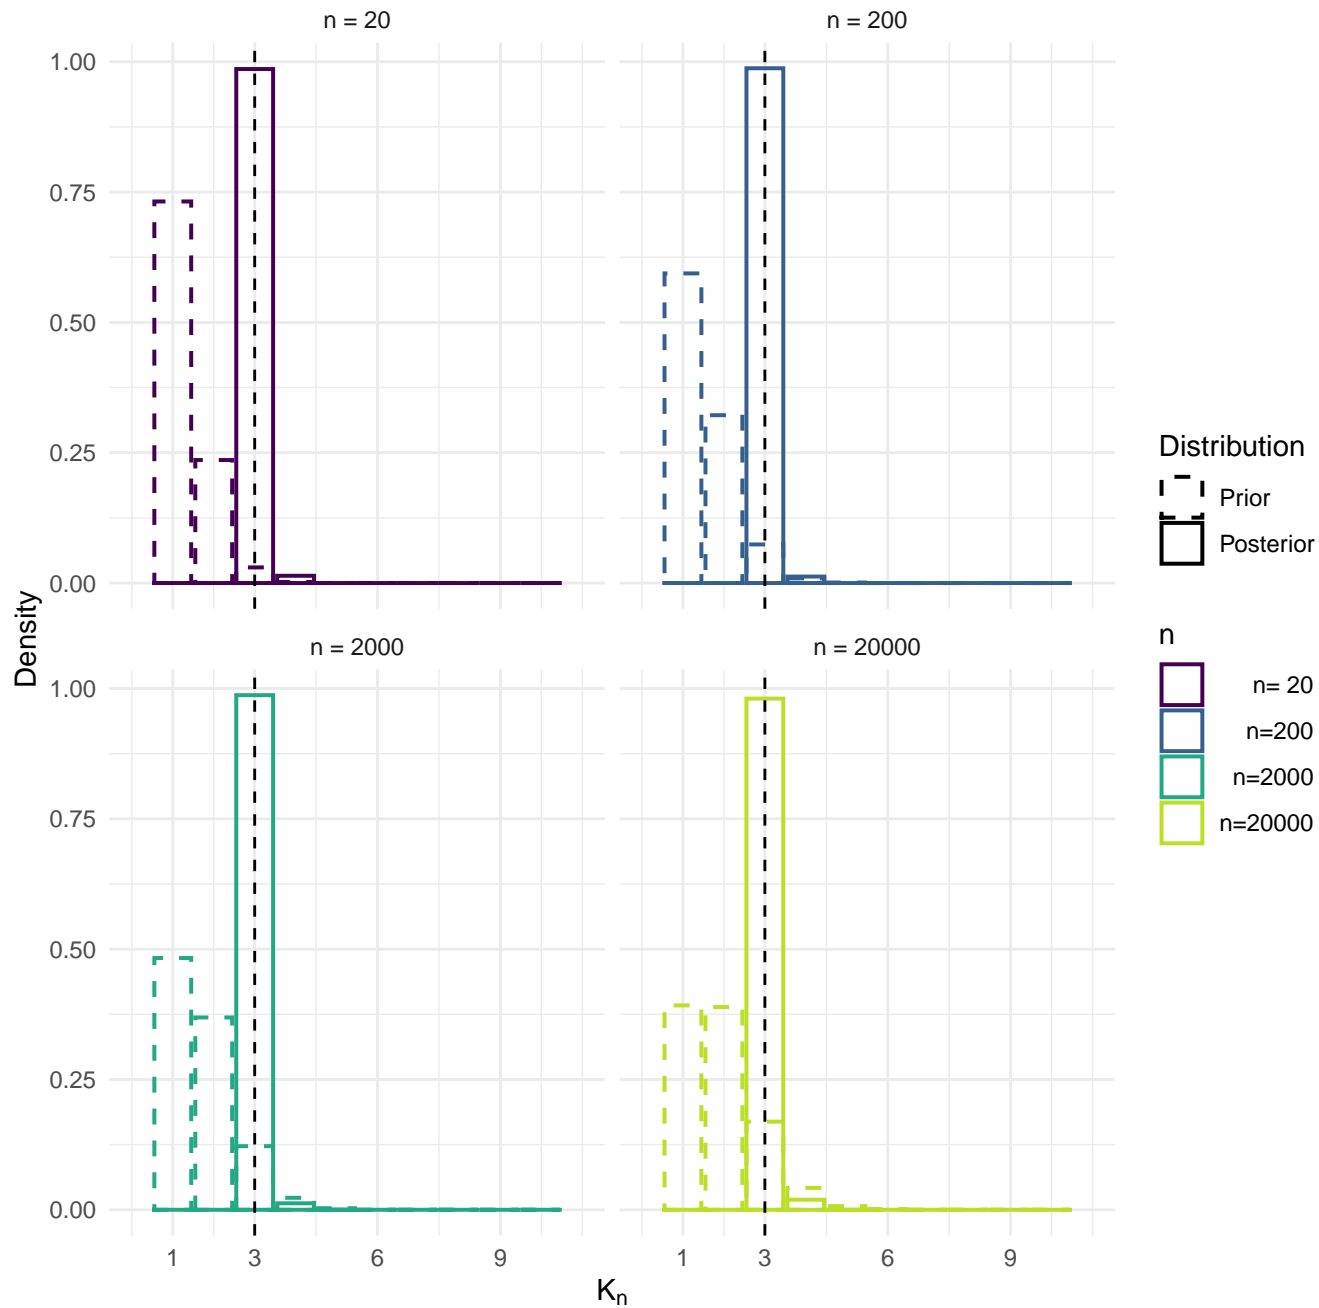 n = 20
n = 200
1.00
0.75
0.50
0.25
0.00
Density
n = 2000
n = 20000
1.00
0.75
0.50
0.25
0.00
1 3 6 9
1 3 6 9
Kn
Distribution
Prior
Posterior
n
n= 20
n=200
n=2000
n=20000